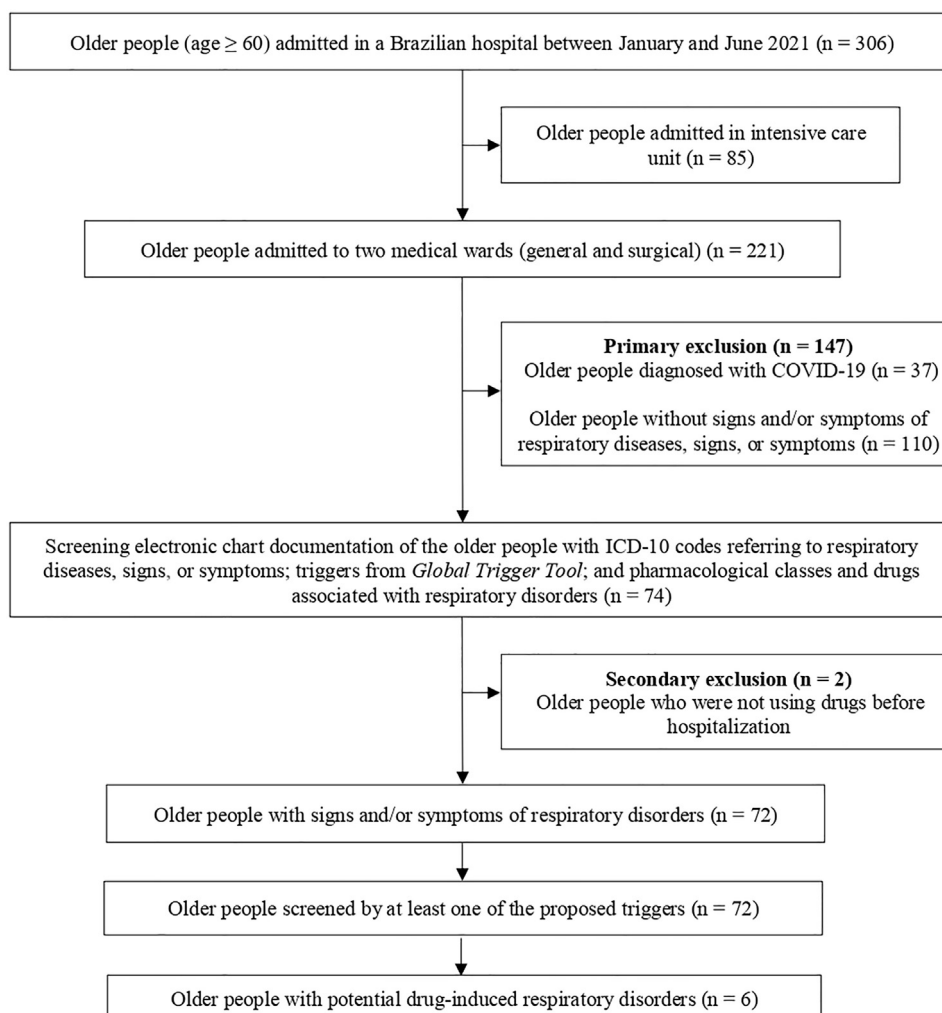 Older people (age ≥ 60) admitted in a Brazilian hospital between January and June 2021 (n = 306)
Older people admitted in intensive care
unit (n = 85)
Older people admitted to two medical wards (general and surgical) (n = 221)
Primary exclusion (n = 147)
Older people diagnosed with COVID-19 (n = 37)
Older people without signs and/or symptoms of
respiratory diseases, signs, or symptoms (n = 110)
Screening electronic chart documentation of the older people with ICD-10 codes referring to respiratory
diseases, signs, or symptoms; triggers from Global Trigger Tool; and pharmacological classes and drugs
associated with respiratory disorders (n = 74)
Secondary exclusion (n = 2)
Older people who were not using drugs before
hospitalization
Older people with signs and/or symptoms of respiratory disorders (n = 72)
Older people screened by at least one of the proposed triggers (n = 72)
Older people with potential drug-induced respiratory disorders (n = 6)